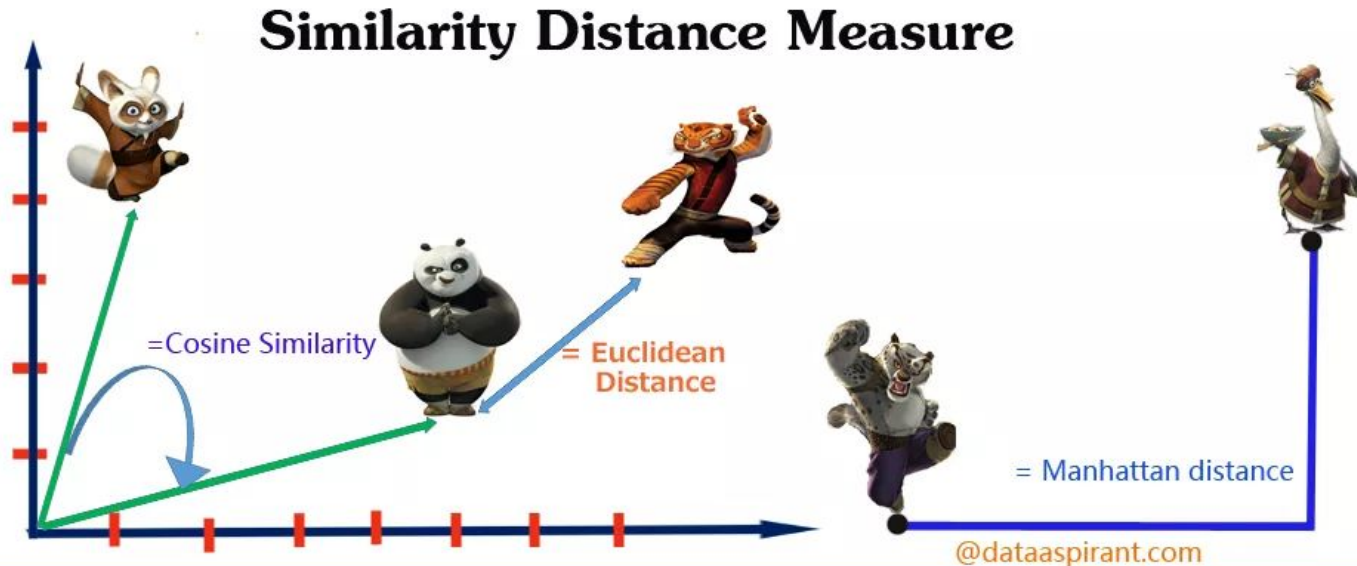 Similarity Distance Measure
=Cosine Similarity
= Euclidean
Distance
= Manhattan distance
@dataaspirant.com